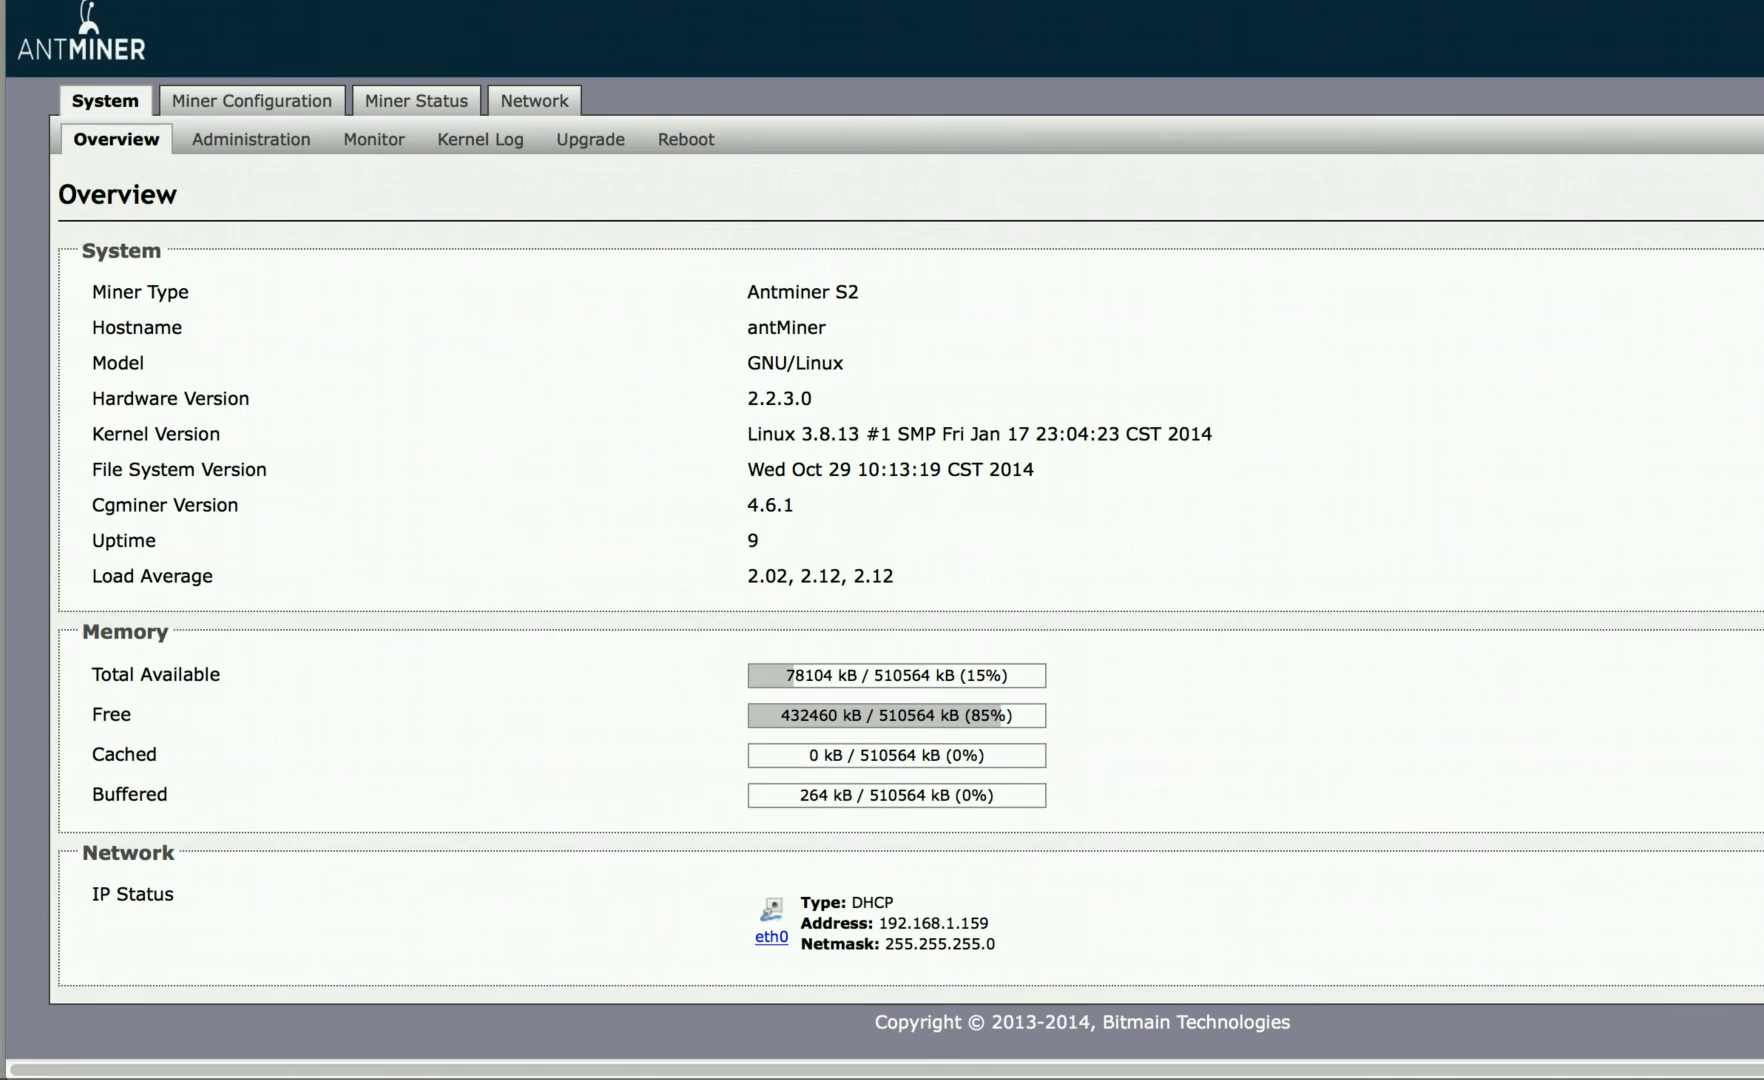 ANTMINER
System Miner Configuration Miner Status Network
Overview Administration Monitor Kernel Log Upgrade Reboot
Overview
System
Miner Type Antminer S2
Hostname antMiner
Model GNU/Linux
Hardware Version 2.2.3.0
Kernel Version Linux 3.8.13 #1 SMP Fri Jan 17 23:04:23 CST 2014
File System Version Wed Oct 29 10:13:19 CST 2014
Cgminer Version 4.6.1
Uptime 9
Load Average 2.02, 2.12, 2.12
Memory
Total Available 78104 kB / 510564 kB (15%)
Free 432460 kB / 510564 kB (85%)
Cached 0 kB / 510564 kB (0%)
Buffered 264 kB / 510564 kB (0%)
Network
IP Status
Type: DHCP
Address: 192.168.1.159
eth0 Netmask: 255.255.255.0
Copyright © 2013-2014, Bitmain Technologies